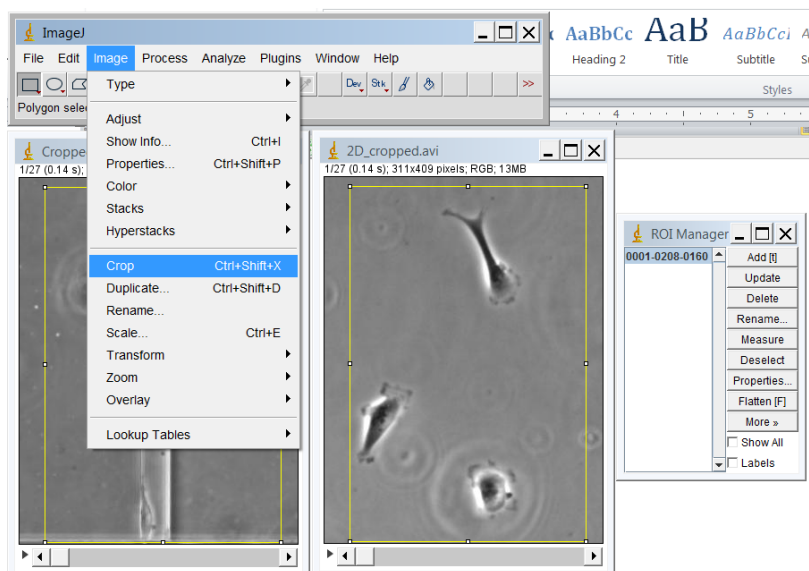 ImageJ
File Edit Image Process Analyze Plugins Window Help
Dev Stk >>
Polygon sele
AaBbCc AaB AaBbCcI
Heading 2 Title Subtitle
Styles
4 5
Type
Adjust
Show Info... Ctrl+I
Properties... Ctrl+Shift+P
Color
Stacks
Hyperstacks
Crop Ctrl+Shift+X
Duplicate... Ctrl+Shift+D
Rename...
Scale... Ctrl+E
Transform
Zoom
Overlay
Lookup Tables
Croppe
1/27 (0.14 s);
2D_cropped.avi
1/27 (0.14 s); 311x409 pixels; RGB; 13MB
ROI Manager
0001-0208-0160
Add [t]
Update
Delete
Rename...
Measure
Deselect
Properties...
Flatten [F]
More »
Show All
Labels